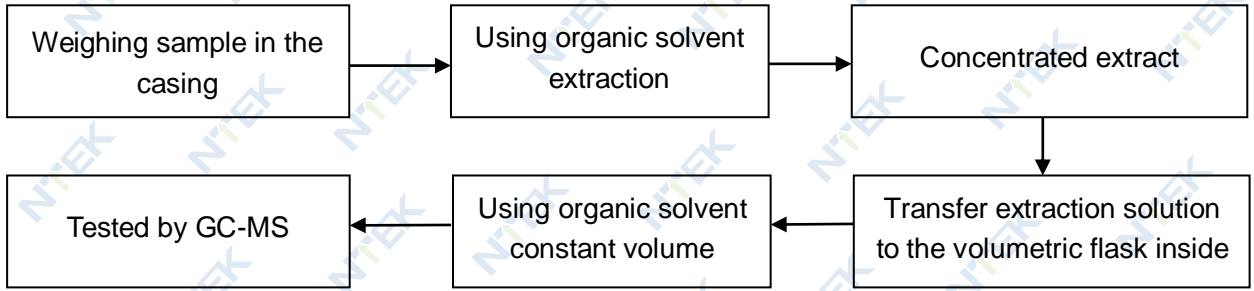 Weighing sample in the
casing
Using organic solvent
extraction
Concentrated extract
Transfer extraction solution
to the volumetric flask inside
Using organic solvent
constant volume
Tested by GC-MS
NTEK